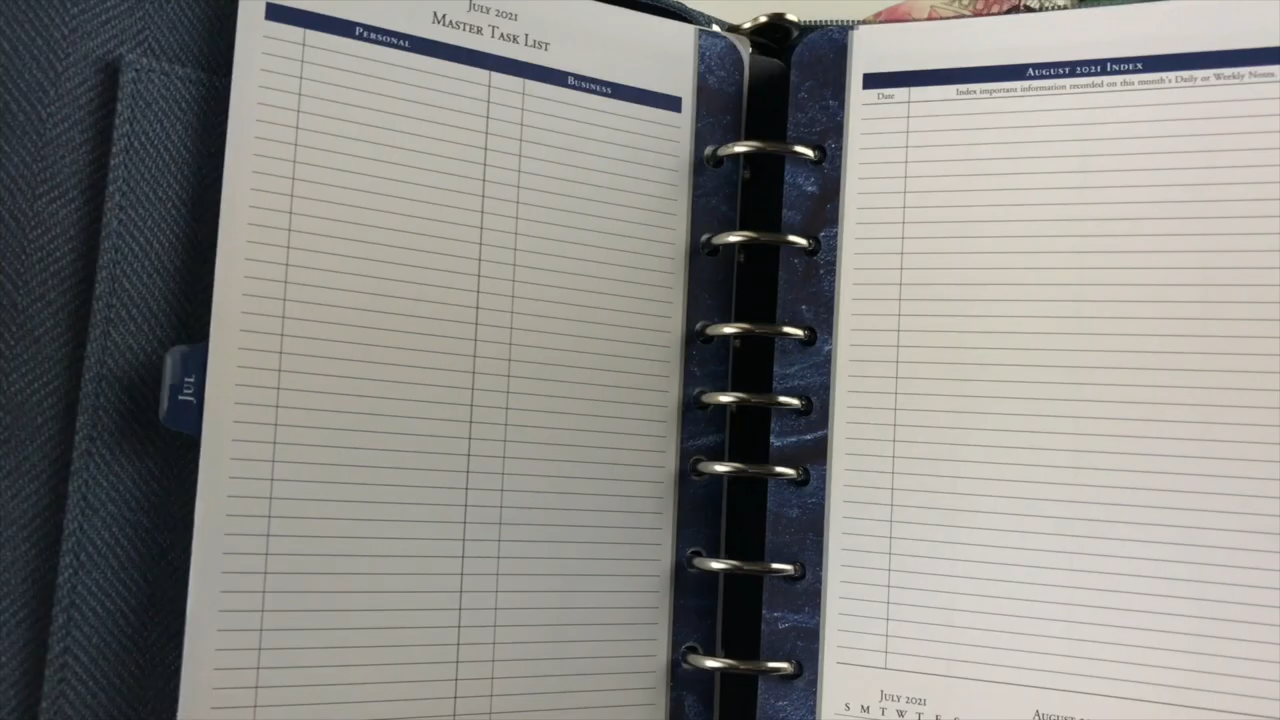 July 2021
Master Task List
Personal
Business
Jul
August 2021 Index
Date
Index important information recorded on this month's Daily or Weekly Notes.
July 2021
S M T W T F S
August